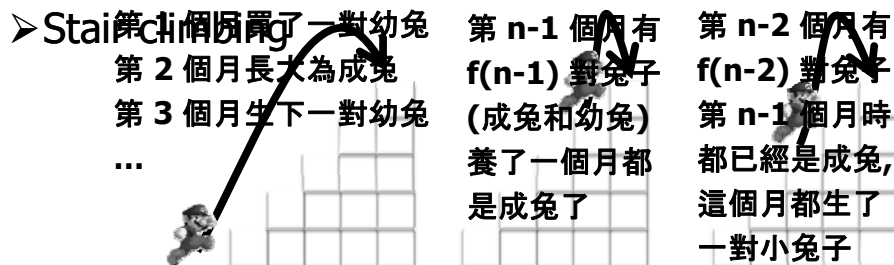 ➢Stair climbing
第 1 個月買了一對幼兔
第 2 個月長大為成兔
第 3 個月生下一對幼兔
...
第 n-1 個月有
f(n-1) 對兔子
(成兔和幼兔)
養了一個月都
是成兔了
第 n-2 個月有
f(n-2) 對兔子
第 n-1 個月時
都已經是成兔,
這個月都生了
一對小兔子